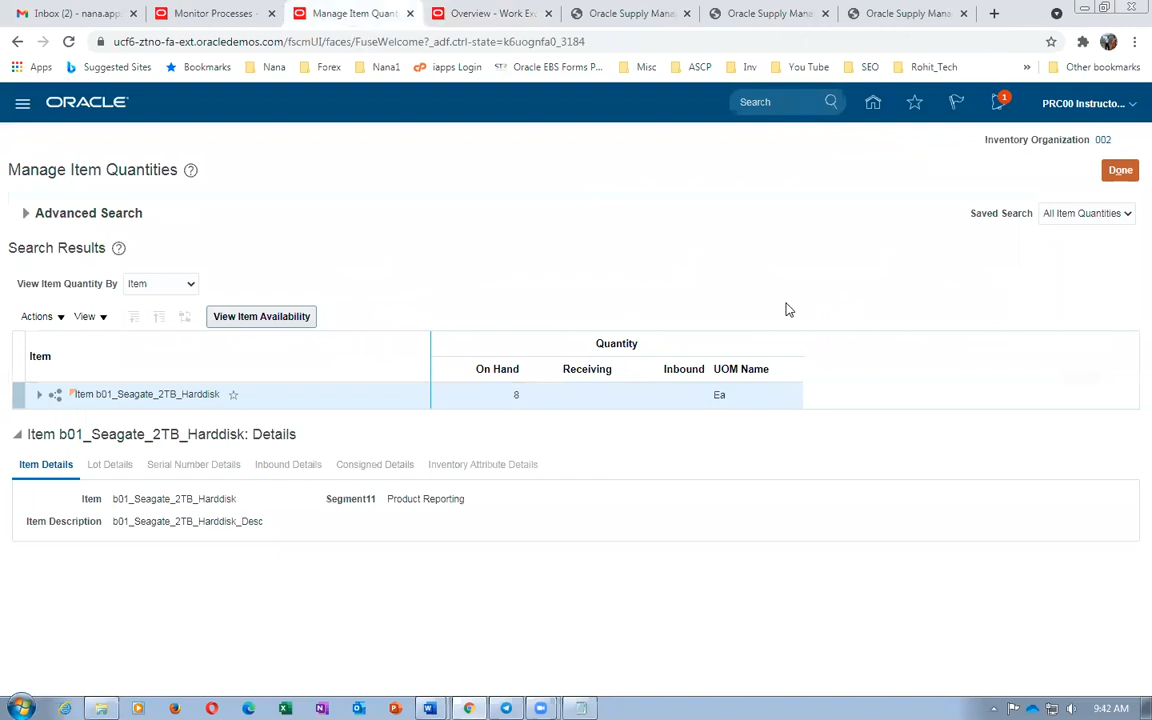 Inbox (2) - nana.apps
Monitor Processes -
Manage Item Quant
Overview - Work Exe
Oracle Supply Mana
Oracle Supply Mana
Oracle Supply Mana
ucf6-ztno-fa-ext.oracledemos.com/fscmUI/faces/FuseWelcome?_adf.ctrl-state=k6uognfa0_3184
Apps Suggested Sites Bookmarks Nana Forex Nana1 iapps Login Oracle EBS Forms P... Misc ASCP Inv You Tube SEO Rohit_Tech » Other bookmarks
ORACLE Search 1 PRC00 Instructo...
Inventory Organization 002
Manage Item Quantities Done
Advanced Search Saved Search All Item Quantities
Search Results
View Item Quantity By Item
Actions View View Item Availability
Quantity
Item
On Hand Receiving Inbound UOM Name
Item b01_Seagate_2TB_Harddisk 8 Ea
Item b01_Seagate_2TB_Harddisk: Details
Item Details Lot Details Serial Number Details Inbound Details Consigned Details Inventory Attribute Details
Item b01_Seagate_2TB_Harddisk Segment11 Product Reporting
Item Description b01_Seagate_2TB_Harddisk_Desc
9:42 AM